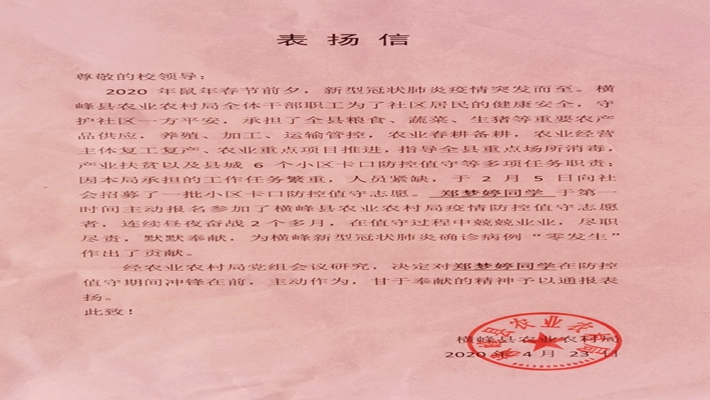 表扬信
尊敬的校领导：
2020 年鼠年春节前夕，新型冠状肺炎疫情突发而至。横
峰县农业农村局全体干部职工为了社区居民的健康安全，守
护社区一方平安，承担了全县粮食、蔬菜、生猪等重要农产
品供应，养殖、加工、运输管控，农业春耕备耕，农业经营
主体复工复产、农业重点项目推进，指导全县重点场所消毒，
产业扶贫以及县城 6 个小区卡口防控值守等多项任务职责；
因本局承担的工作任务繁重，人员紧缺，于 2 月 5 日向社
会招募了一批小区卡口防控值守志愿。郑梦婷同学 于第一
时间主动报名参加了横峰县农业农村局疫情防控值守志愿
者，连续昼夜奋战 2 个多月，在值守过程中兢兢业业，尽职
尽责，默默奉献，为横峰新型冠状肺炎确诊病例“零发生”
作出了贡献。
经农业农村局党组会议研究，决定对郑梦婷同学在防控
值守期间冲锋在前，主动作为，甘于奉献的精神予以通报表
扬。
此致！
横峰县农业农村局
2020 年 4 月 23 日
横峰县农业农村局